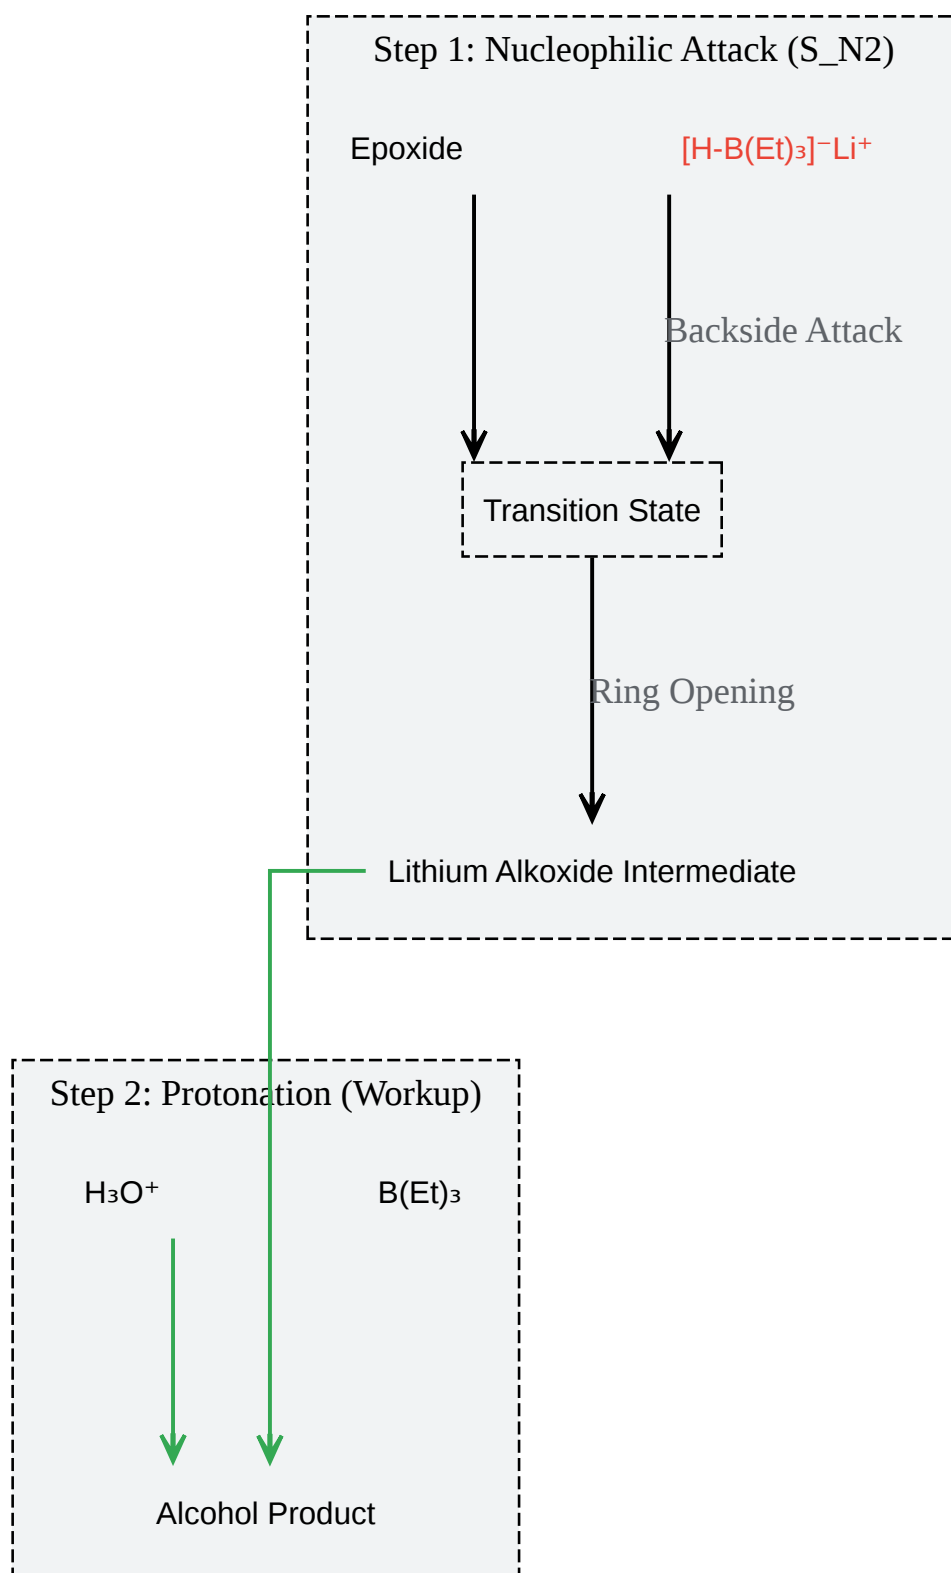 Step 1: Nucleophilic Attack (S_N2)
Epoxide
[H-B(Et)₃]⁻Li⁺
Backside Attack
Transition State
Ring Opening
Lithium Alkoxide Intermediate
Step 2: Protonation (Workup)
H₃O⁺
B(Et)₃
Alcohol Product